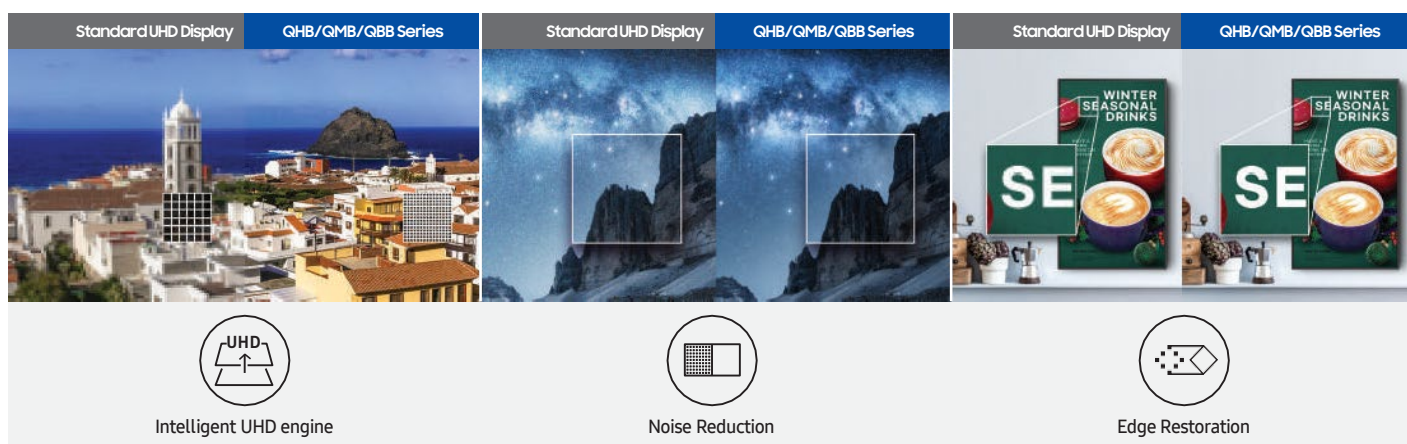 Standard UHD Display
QHB/QMB/QBB Series
Standard UHD Display
QHB/QMB/QBB Series
Standard UHD Display
QHB/QMB/QBB Series
WINTER
SEASONAL
DRINKS
SE
WINTER
SEASONAL
DRINKS
SE
UHD
Intelligent UHD engine
Noise Reduction
Edge Restoration